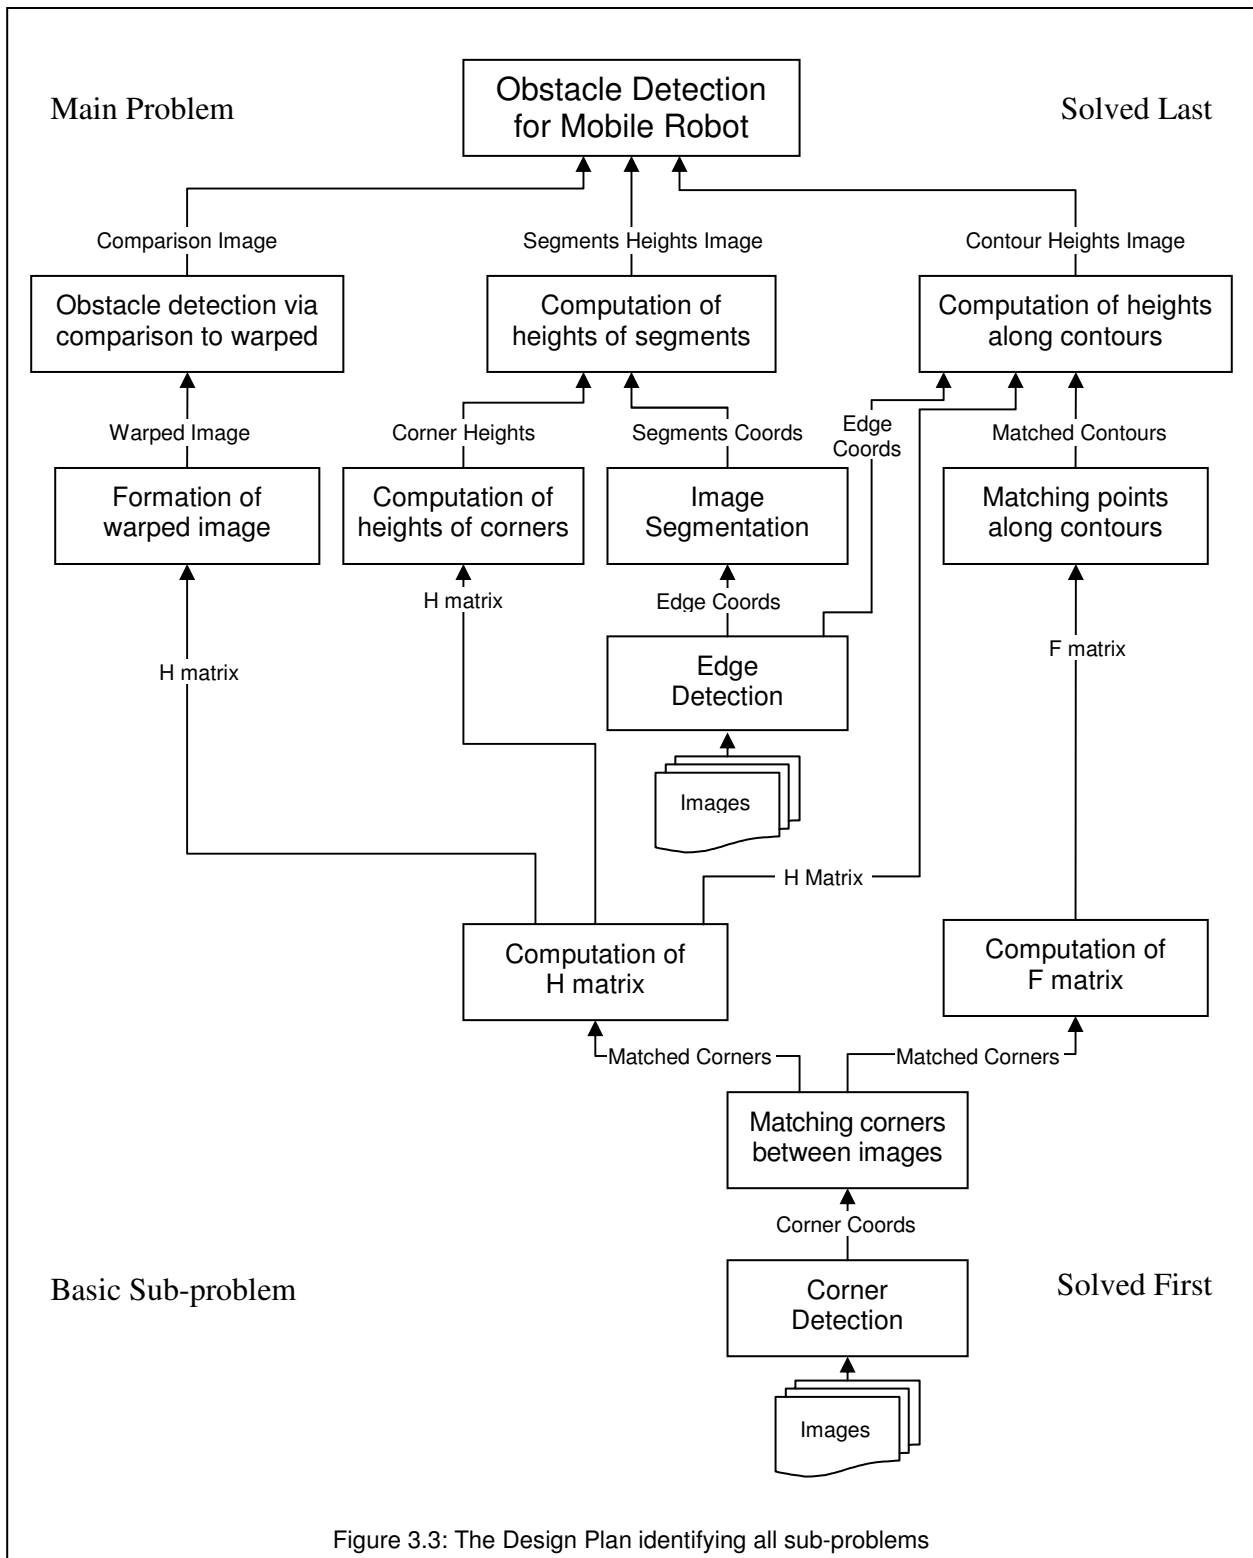 Main Problem
Obstacle Detection
for Mobile Robot
Solved Last
Comparison Image
Segments Heights Image
Contour Heights Image
Obstacle detection via
comparison to warped
Computation of
heights of segments
Computation of heights
along contours
Warped Image
Corner Heights
Segments Coords
Edge
Coords
Matched Contours
Formation of
warped image
Computation of
heights of corners
Image
Segmentation
Matching points
along contours
H matrix
H matrix
Edge Coords
F matrix
Edge
Detection
Images
H Matrix
Computation of
H matrix
Computation of
F matrix
Matched Corners
Matched Corners
Matching corners
between images
Corner Coords
Basic Sub-problem
Corner
Detection
Solved First
Images
Figure 3.3: The Design Plan identifying all sub-problems